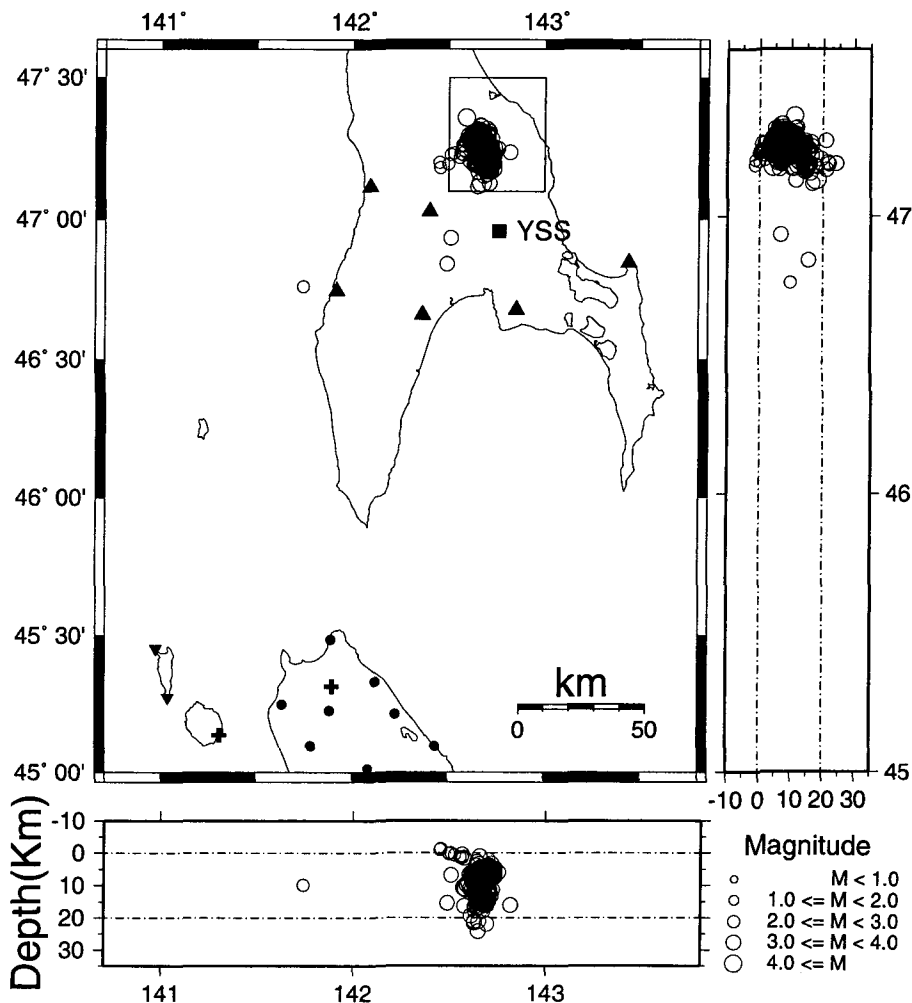 141° 142° 143°
47° 30'
47° 00'
46° 30'
46° 00'
45° 30'
45° 00'
YSS
km
0 50
47
46
45
-10 0 10 20 30
Depth(Km)
-10
0
10
20
30
141 142 143
Magnitude
M < 1.0
1.0 <= M < 2.0
2.0 <= M < 3.0
3.0 <= M < 4.0
4.0 <= M